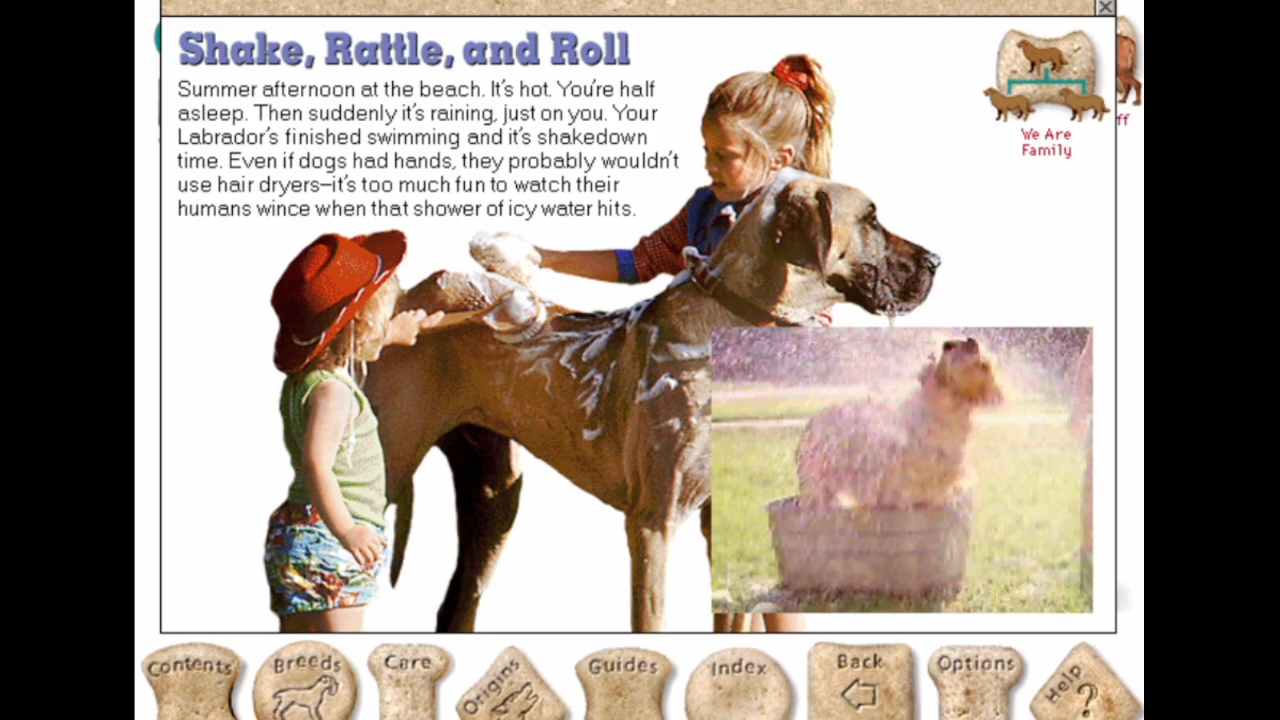 Shake, Rattle, and Roll
Summer afternoon at the beach. It's hot. You're half
asleep. Then suddenly it's raining, just on you. Your
Labrador's finished swimming and it's shakedown
time. Even if dogs had hands, they probably wouldn't
use hair dryers–it's too much fun to watch their
humans wince when that shower of icy water hits.
We Are
Family
ff
Contents
Breeds
Care
Origins
Guides
Index
Back
Options
Help
?